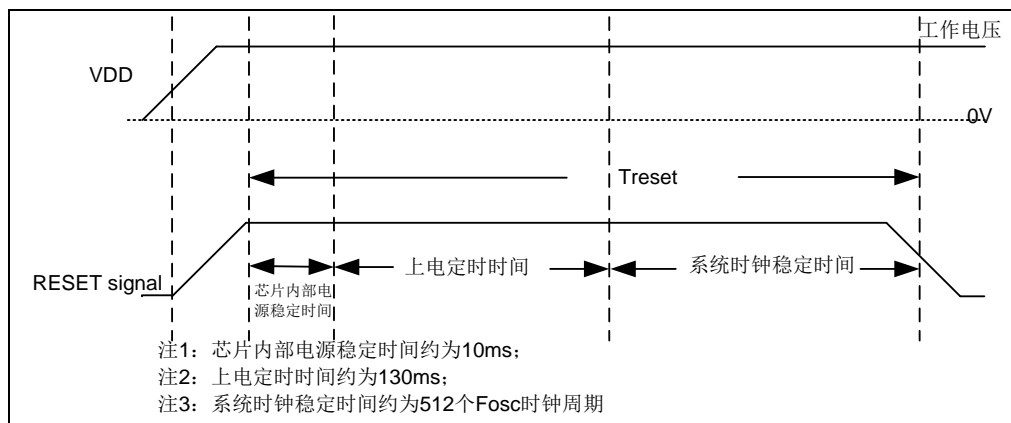 工作电压
VDD
0V
Treset
RESET signal
上电定时时间
系统时钟稳定时间
芯片内部电
源稳定时间
注1：芯片内部电源稳定时间约为10ms；
注2：上电定时时间约为130ms；
注3：系统时钟稳定时间约为512个Fosc时钟周期